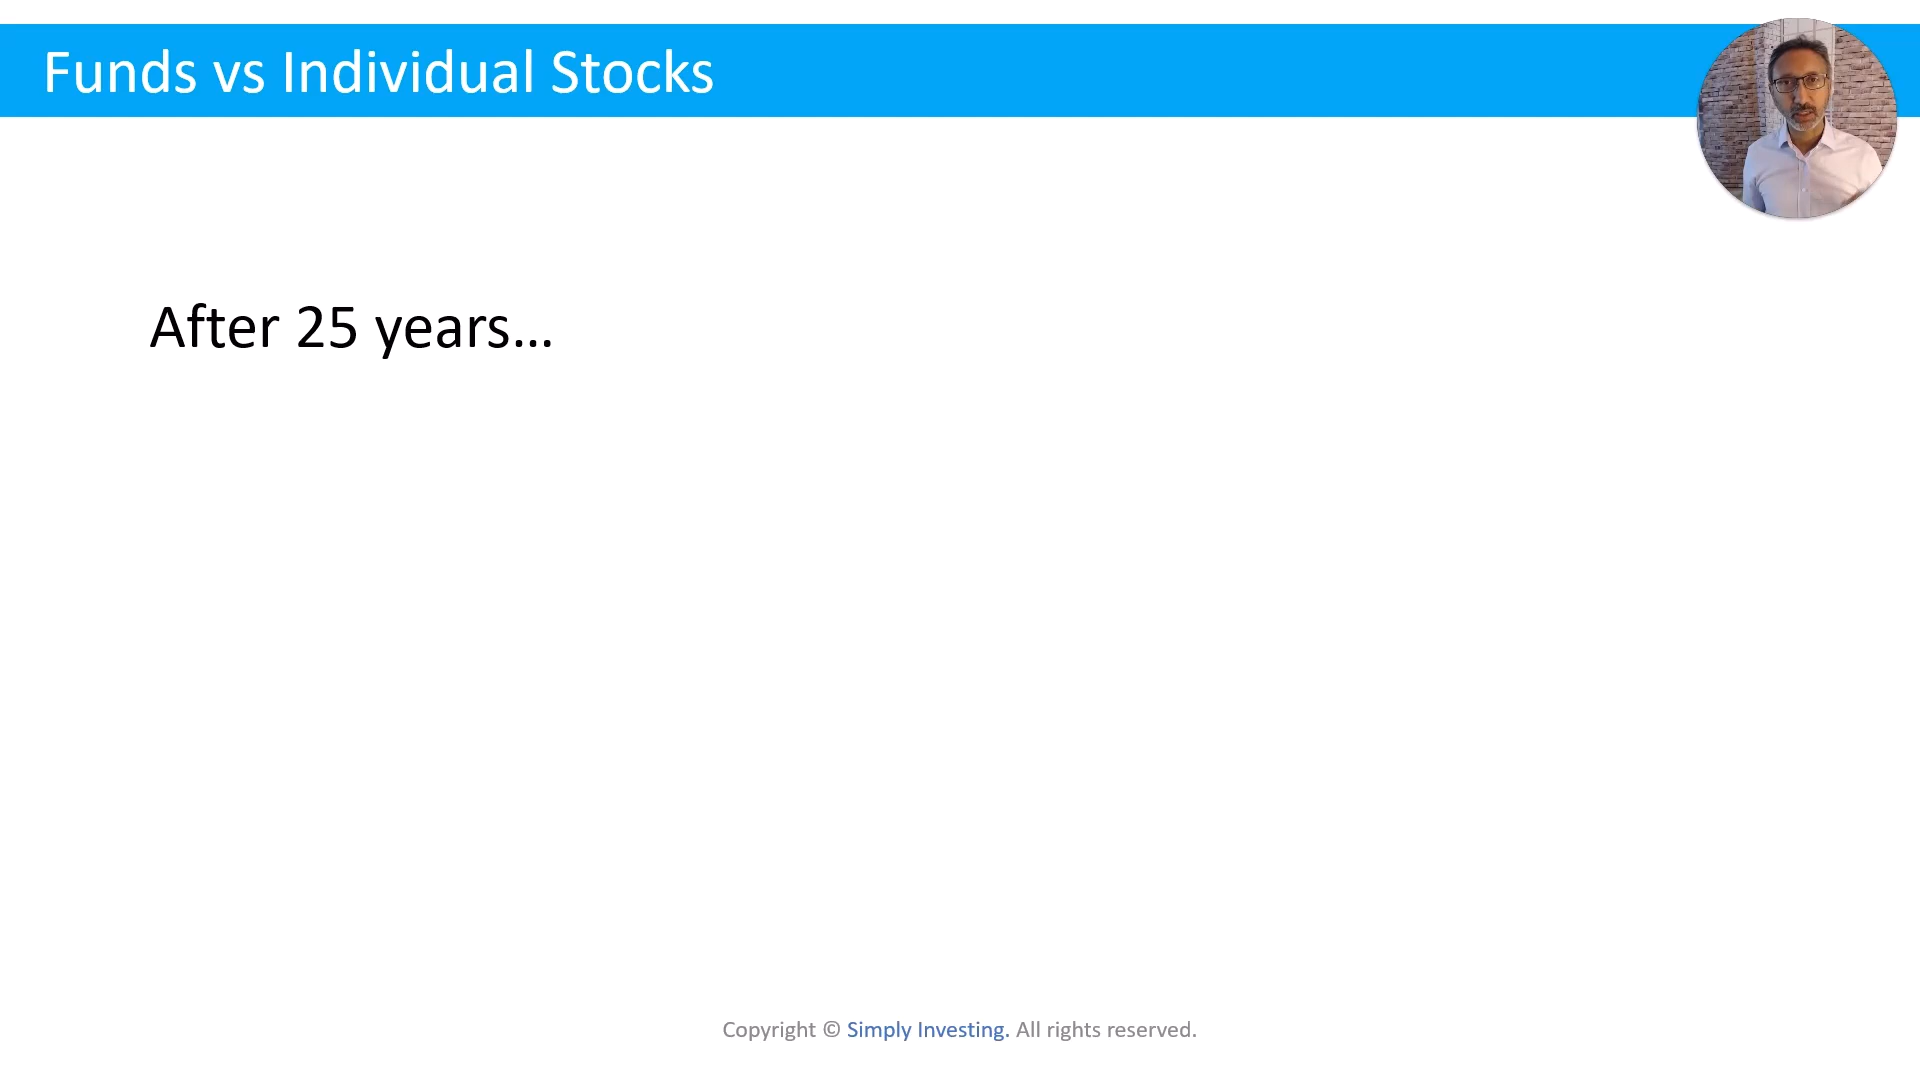 Funds vs Individual Stocks
After 25 years...
Copyright © Simply Investing. All rights reserved.